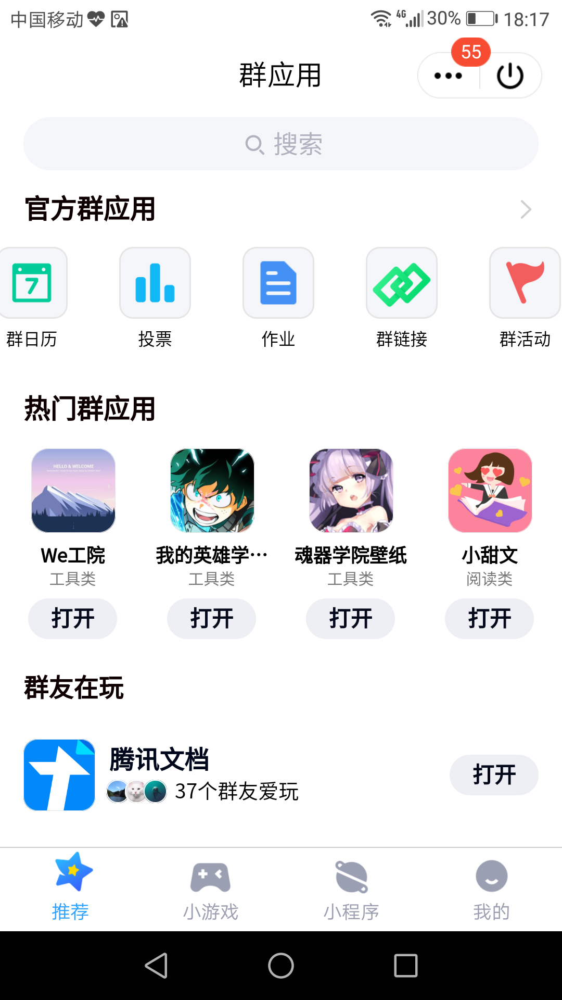 中国移动 4G 30% 18:17
55
群应用
搜索
官方群应用
7
群日历 投票 作业 群链接 群活动
热门群应用
HELLO & WELCOME
We工院 我的英雄学… 魂器学院壁纸 小甜文
工具类 工具类 工具类 阅读类
打开 打开 打开 打开
群友在玩
腾讯文档
37个群友爱玩
打开
推荐 小游戏 小程序 我的